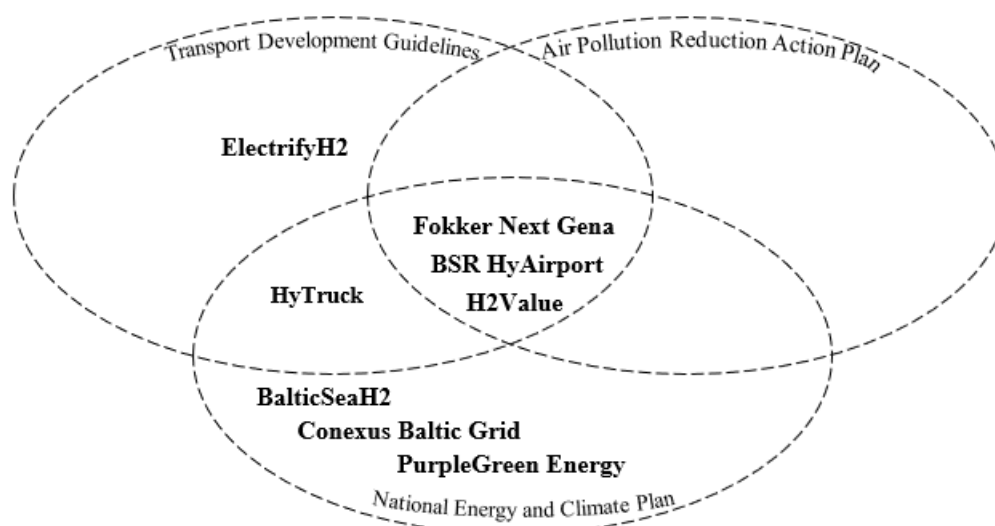 Transport Development Guidelines
Air Pollution Reduction Action Plan
ElectrifyH2
Fokker Next Gena
BSR HyAirport
HyTruck
H2Value
BalticSeaH2
Conexus Baltic Grid
PurpleGreen Energy
National Energy and Climate Plan